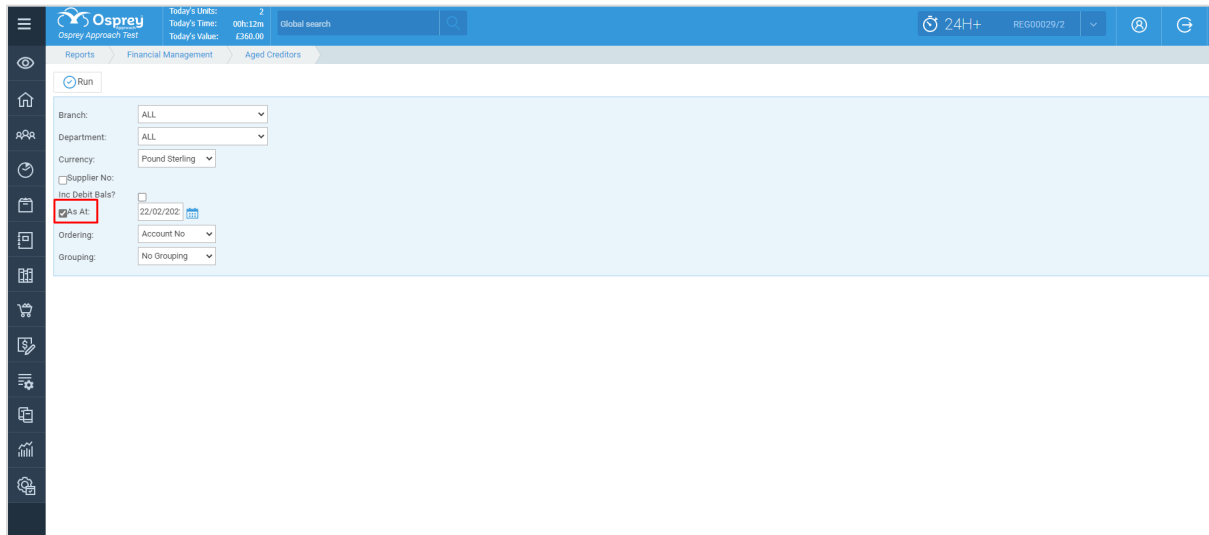 Osprey
Approach
Osprey Approach Test
Today's Units: 2
Today's Time: 00h:12m
Today's Value: £360.00
Global search
24H+
REG00029/2
Reports Financial Management Aged Creditors
Run
Branch: ALL
Department: ALL
Currency: Pound Sterling
Supplier No:
Inc Debit Bals?
As At: 22/02/202
Ordering: Account No
Grouping: No Grouping